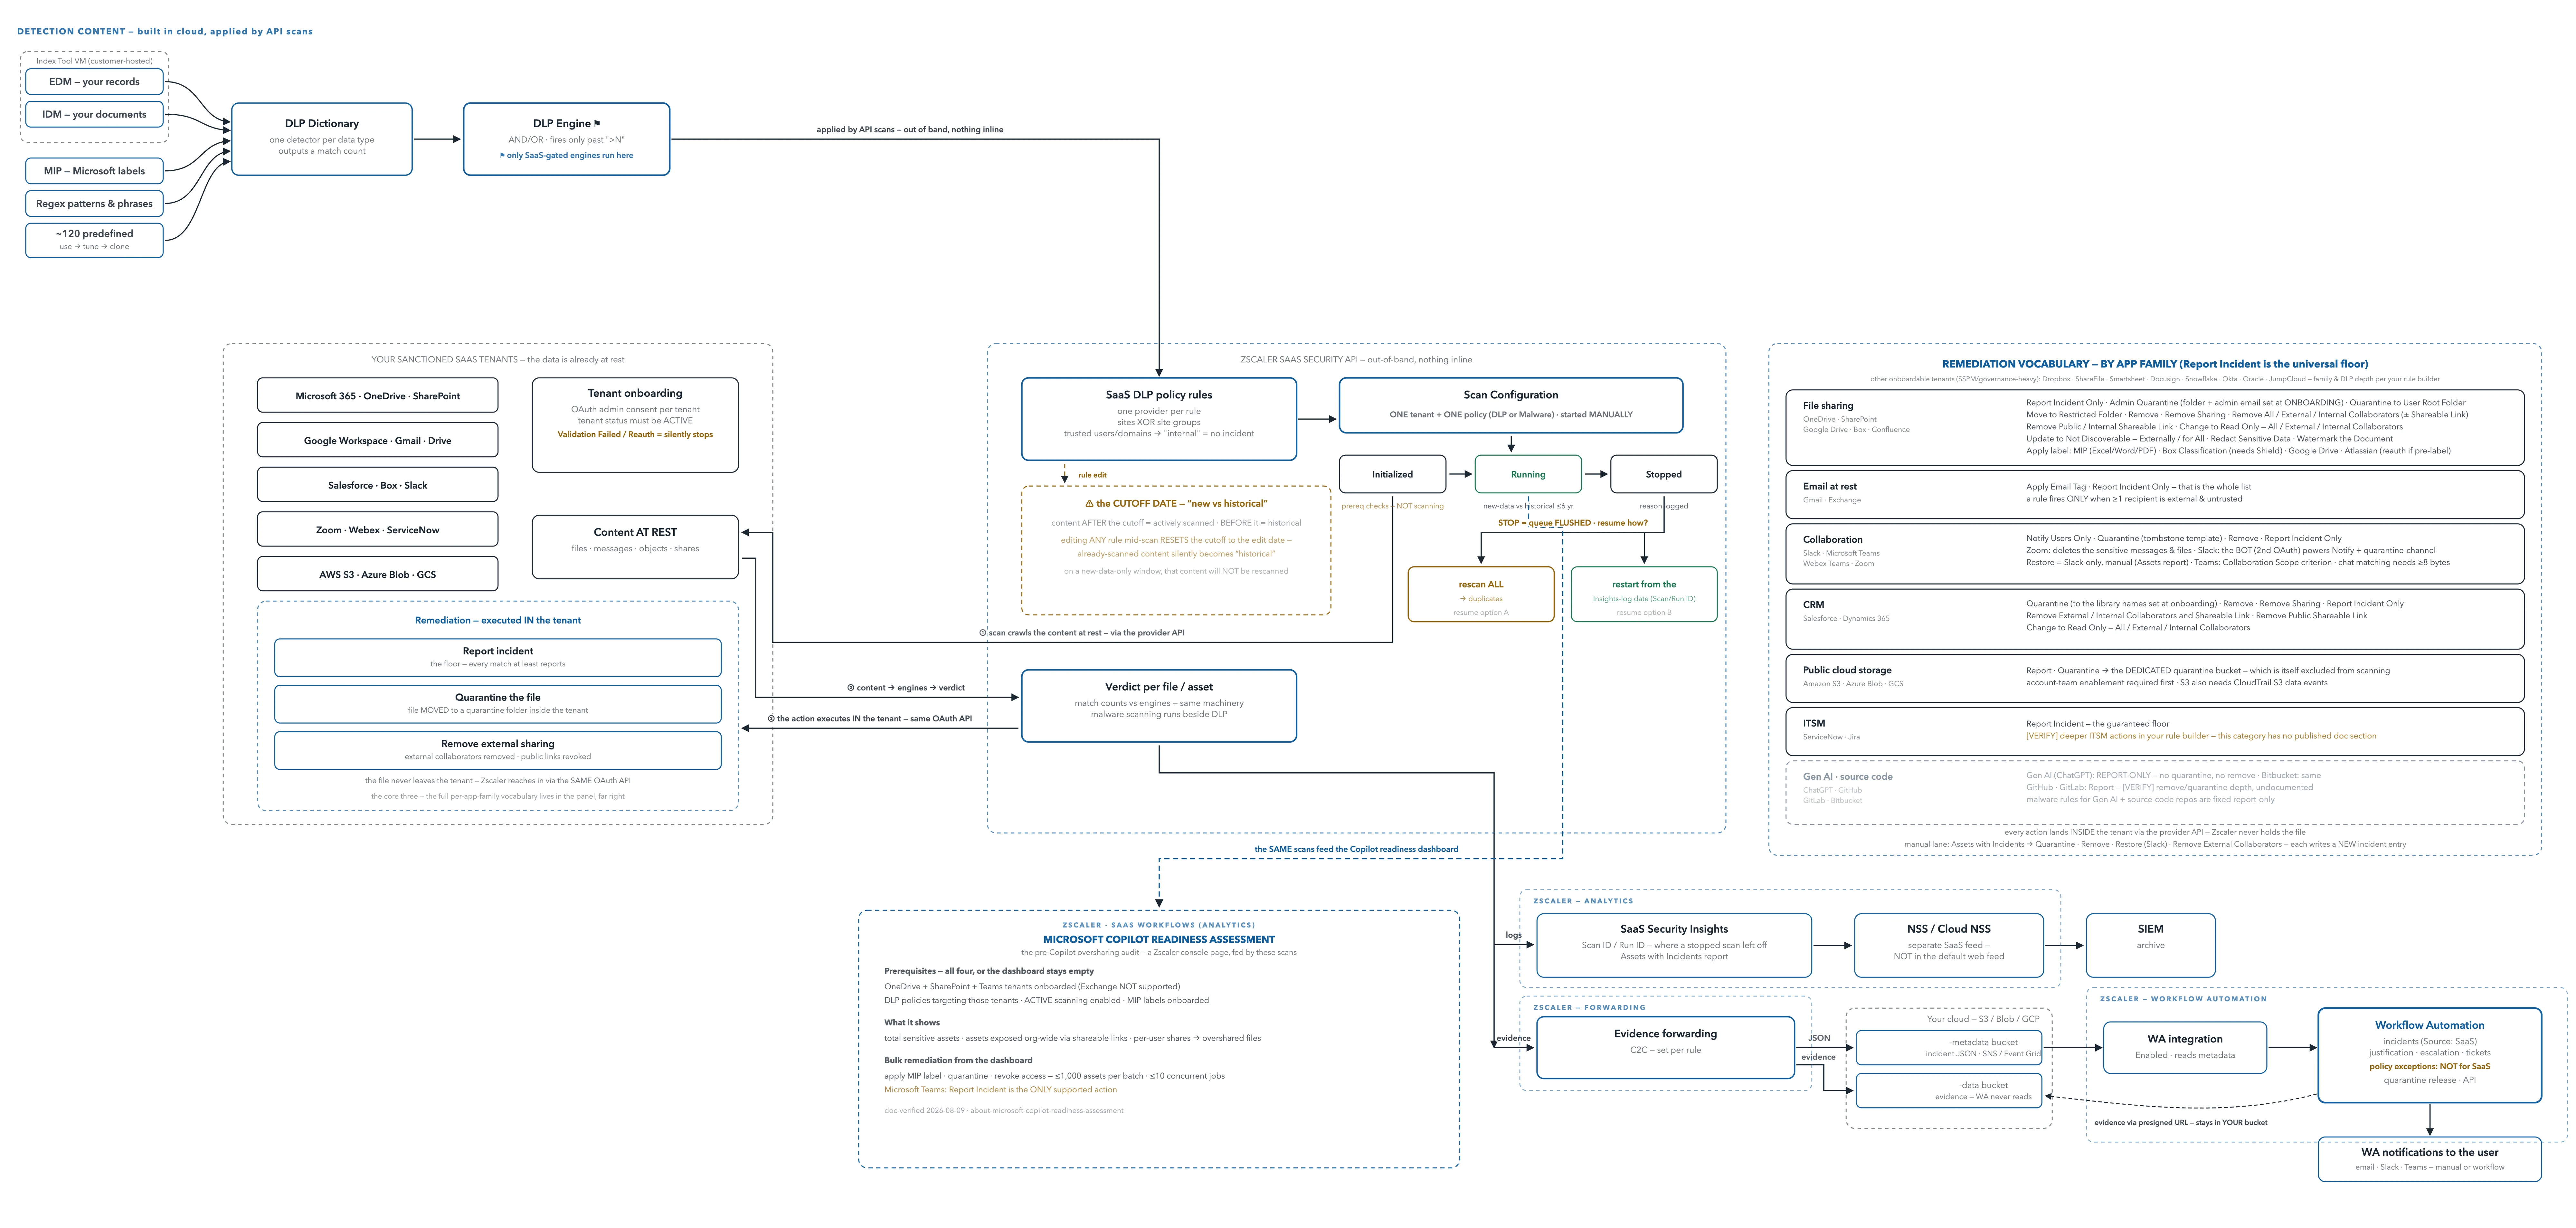 DETECTION CONTENT — built in cloud, applied by API scans
Index Tool VM (customer-hosted)
EDM — your records
IDM — your documents
MIP — Microsoft labels
Regex patterns & phrases
~120 predefined
use → tune → clone
DLP Dictionary
one detector per data type
outputs a match count
DLP Engine ⚑
AND/OR · fires only past ">N"
⚑ only SaaS-gated engines run here
applied by API scans — out of band, nothing inline
YOUR SANCTIONED SAAS TENANTS — the data is already at rest
Microsoft 365 · OneDrive · SharePoint
Google Workspace · Gmail · Drive
Salesforce · Box · Slack
Zoom · Webex · ServiceNow
AWS S3 · Azure Blob · GCS
Tenant onboarding
OAuth admin consent per tenant
tenant status must be ACTIVE
Validation Failed / Reauth = silently stops
Content AT REST
files · messages · objects · shares
Remediation — executed IN the tenant
Report incident
the floor — every match at least reports
Quarantine the file
file MOVED to a quarantine folder inside the tenant
Remove external sharing
external collaborators removed · public links revoked
the file never leaves the tenant — Zscaler reaches in via the SAME OAuth API
the core three — the full per-app-family vocabulary lives in the panel, far right
① scan crawls the content at rest — via the provider API
② content → engines → verdict
③ the action executes IN the tenant — same OAuth API
ZSCALER SAAS SECURITY API — out-of-band, nothing inline
SaaS DLP policy rules
one provider per rule
sites XOR site groups
trusted users/domains → "internal" = no incident
rule edit
⚠ the CUTOFF DATE — "new vs historical"
content AFTER the cutoff = actively scanned · BEFORE it = historical
editing ANY rule mid-scan RESETS the cutoff to the edit date —
already-scanned content silently becomes "historical"
on a new-data-only window, that content will NOT be rescanned
Scan Configuration
ONE tenant + ONE policy (DLP or Malware) · started MANUALLY
Initialized
prereq checks · NOT scanning
Running
new-data vs historical ≤6 yr
Stopped
reason logged
STOP = queue FLUSHED · resume how?
rescan ALL
→ duplicates
resume option A
restart from the
Insights-log date (Scan/Run ID)
resume option B
Verdict per file / asset
match counts vs engines — same machinery
malware scanning runs beside DLP
the SAME scans feed the Copilot readiness dashboard
REMEDIATION VOCABULARY — BY APP FAMILY (Report Incident is the universal floor)
other onboardable tenants (SSPM/governance-heavy): Dropbox · ShareFile · Smartsheet · Docusign · Snowflake · Okta · Oracle · JumpCloud — family & DLP depth per your rule builder
File sharing
OneDrive · SharePoint
Google Drive · Box · Confluence
Report Incident Only · Admin Quarantine (folder + admin email set at ONBOARDING) · Quarantine to User Root Folder
Move to Restricted Folder · Remove · Remove Sharing · Remove All / External / Internal Collaborators (± Shareable Link)
Remove Public / Internal Shareable Link · Change to Read Only — All / External / Internal Collaborators
Update to Not Discoverable — Externally / for All · Redact Sensitive Data · Watermark the Document
Apply label: MIP (Excel/Word/PDF) · Box Classification (needs Shield) · Google Drive · Atlassian (reauth if pre-label)
Email at rest
Gmail · Exchange
Apply Email Tag · Report Incident Only — that is the whole list
a rule fires ONLY when ≥1 recipient is external & untrusted
Collaboration
Slack · Microsoft Teams
Webex Teams · Zoom
Notify Users Only · Quarantine (tombstone template) · Remove · Report Incident Only
Zoom: deletes the sensitive messages & files · Slack: the BOT (2nd OAuth) powers Notify + quarantine-channel
Restore = Slack-only, manual (Assets report) · Teams: Collaboration Scope criterion · chat matching needs ≥8 bytes
CRM
Salesforce · Dynamics 365
Quarantine (to the library names set at onboarding) · Remove · Remove Sharing · Report Incident Only
Remove External / Internal Collaborators and Shareable Link · Remove Public Shareable Link
Change to Read Only — All / External / Internal Collaborators
Public cloud storage
Amazon S3 · Azure Blob · GCS
Report · Quarantine → the DEDICATED quarantine bucket — which is itself excluded from scanning
account-team enablement required first · S3 also needs CloudTrail S3 data events
ITSM
ServiceNow · Jira
Report Incident — the guaranteed floor
[VERIFY] deeper ITSM actions in your rule builder — this category has no published doc section
Gen AI · source code
ChatGPT · GitHub
GitLab · Bitbucket
Gen AI (ChatGPT): REPORT-ONLY — no quarantine, no remove · Bitbucket: same
GitHub · GitLab: Report — [VERIFY] remove/quarantine depth, undocumented
malware rules for Gen AI + source-code repos are fixed report-only
every action lands INSIDE the tenant via the provider API — Zscaler never holds the file
manual lane: Assets with Incidents → Quarantine · Remove · Restore (Slack) · Remove External Collaborators — each writes a NEW incident entry
ZSCALER · SAAS WORKFLOWS (ANALYTICS)
MICROSOFT COPILOT READINESS ASSESSMENT
the pre-Copilot oversharing audit — a Zscaler console page, fed by these scans
Prerequisites — all four, or the dashboard stays empty
OneDrive + SharePoint + Teams tenants onboarded (Exchange NOT supported)
DLP policies targeting those tenants · ACTIVE scanning enabled · MIP labels onboarded
What it shows
total sensitive assets · assets exposed org-wide via shareable links · per-user shares → overshared files
Bulk remediation from the dashboard
apply MIP label · quarantine · revoke access — ≤1,000 assets per batch · ≤10 concurrent jobs
Microsoft Teams: Report Incident is the ONLY supported action
doc-verified 2026-08-09 · about-microsoft-copilot-readiness-assessment
logs
ZSCALER — ANALYTICS
SaaS Security Insights
Scan ID / Run ID — where a stopped scan left off
Assets with Incidents report
NSS / Cloud NSS
separate SaaS feed —
NOT in the default web feed
SIEM
archive
evidence
ZSCALER — FORWARDING
Evidence forwarding
C2C — set per rule
JSON
evidence
Your cloud — S3 / Blob / GCP
-metadata bucket
incident JSON · SNS / Event Grid
-data bucket
evidence — WA never reads
ZSCALER — WORKFLOW AUTOMATION
WA integration
Enabled · reads metadata
Workflow Automation
incidents (Source: SaaS)
justification · escalation · tickets
policy exceptions: NOT for SaaS
quarantine release · API
evidence via presigned URL — stays in YOUR bucket
WA notifications to the user
email · Slack · Teams — manual or workflow